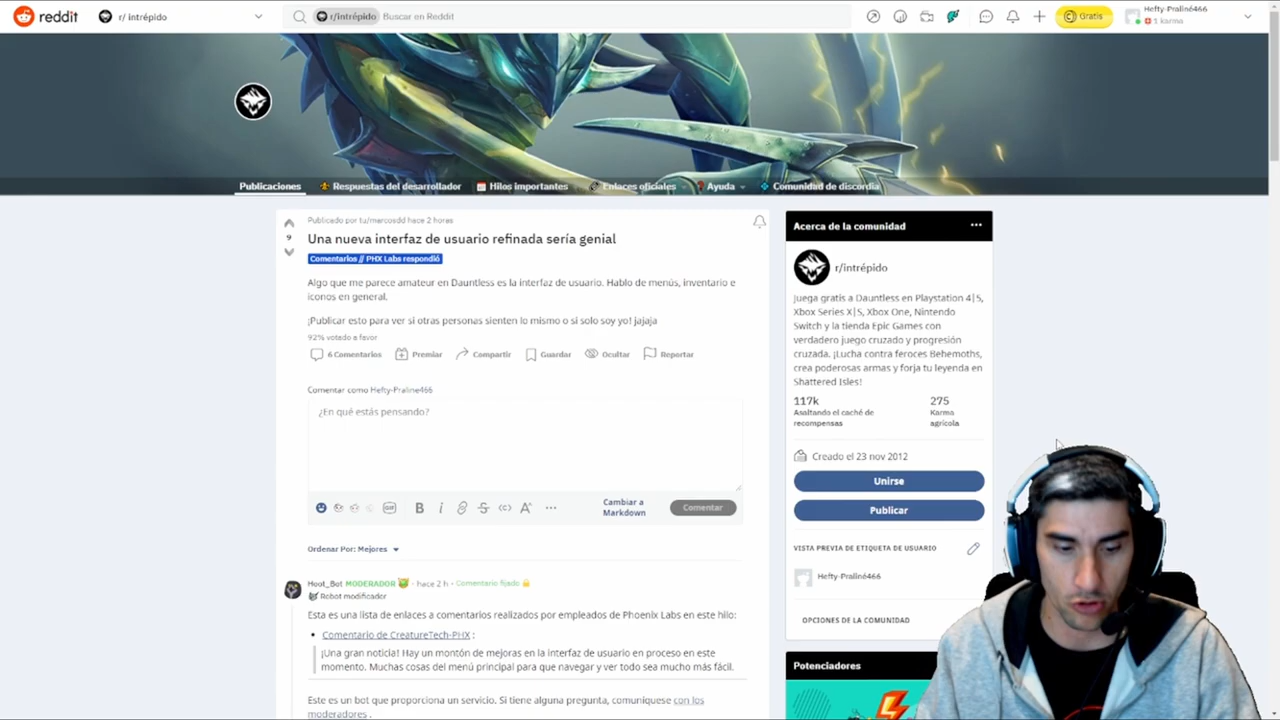 reddit r/ intrépido r/intrépido Buscar en Reddit Gratis Hefty-Praliné466
1 karma
Publicaciones Respuestas del desarrollador Hilos importantes Enlaces oficiales Ayuda Comunidad de discordia
Publicado por tu/marcosdd hace 2 horas
9
Una nueva interfaz de usuario refinada sería genial
Comentarios // PHX Labs respondió
Algo que me parece amateur en Dauntless es la interfaz de usuario. Hablo de menús, inventario e
iconos en general.
¡Publicar esto para ver si otras personas sienten lo mismo o si solo soy yo! jajaja
92% votado a favor
6 Comentarios Premiar Compartir Guardar Ocultar Reportar
Comentar como Hefty-Praline466
¿En qué estás pensando?
GIF B i
Cambiar a
Markdown
Comentar
Ordenar Por: Mejores
Hoot_Bot MODERADOR · hace 2 h · Comentario fijado
Robot modificador
Esta es una lista de enlaces a comentarios realizados por empleados de Phoenix Labs en este hilo:
• Comentario de CreatureTech-PHX :
¡Una gran noticia! Hay un montón de mejoras en la interfaz de usuario en proceso en este
momento. Muchas cosas del menú principal para que navegar y ver todo sea mucho más fácil.
Este es un bot que proporciona un servicio. Si tiene alguna pregunta, comuníquese con los
moderadores .
Acerca de la comunidad
r/intrépido
Juega gratis a Dauntless en Playstation 4|5,
Xbox Series X|S, Xbox One, Nintendo
Switch y la tienda Epic Games con
verdadero juego cruzado y progresión
cruzada. ¡Lucha contra feroces Behemoths,
crea poderosas armas y forja tu leyenda en
Shattered Isles!
117k 275
Asaltando el caché de
recompensas
Karma
agrícola
Creado el 23 nov 2012
Unirse
Publicar
VISTA PREVIA DE ETIQUETA DE USUARIO
Hefty-Praliné466
OPCIONES DE LA COMUNIDAD
Potenciadores